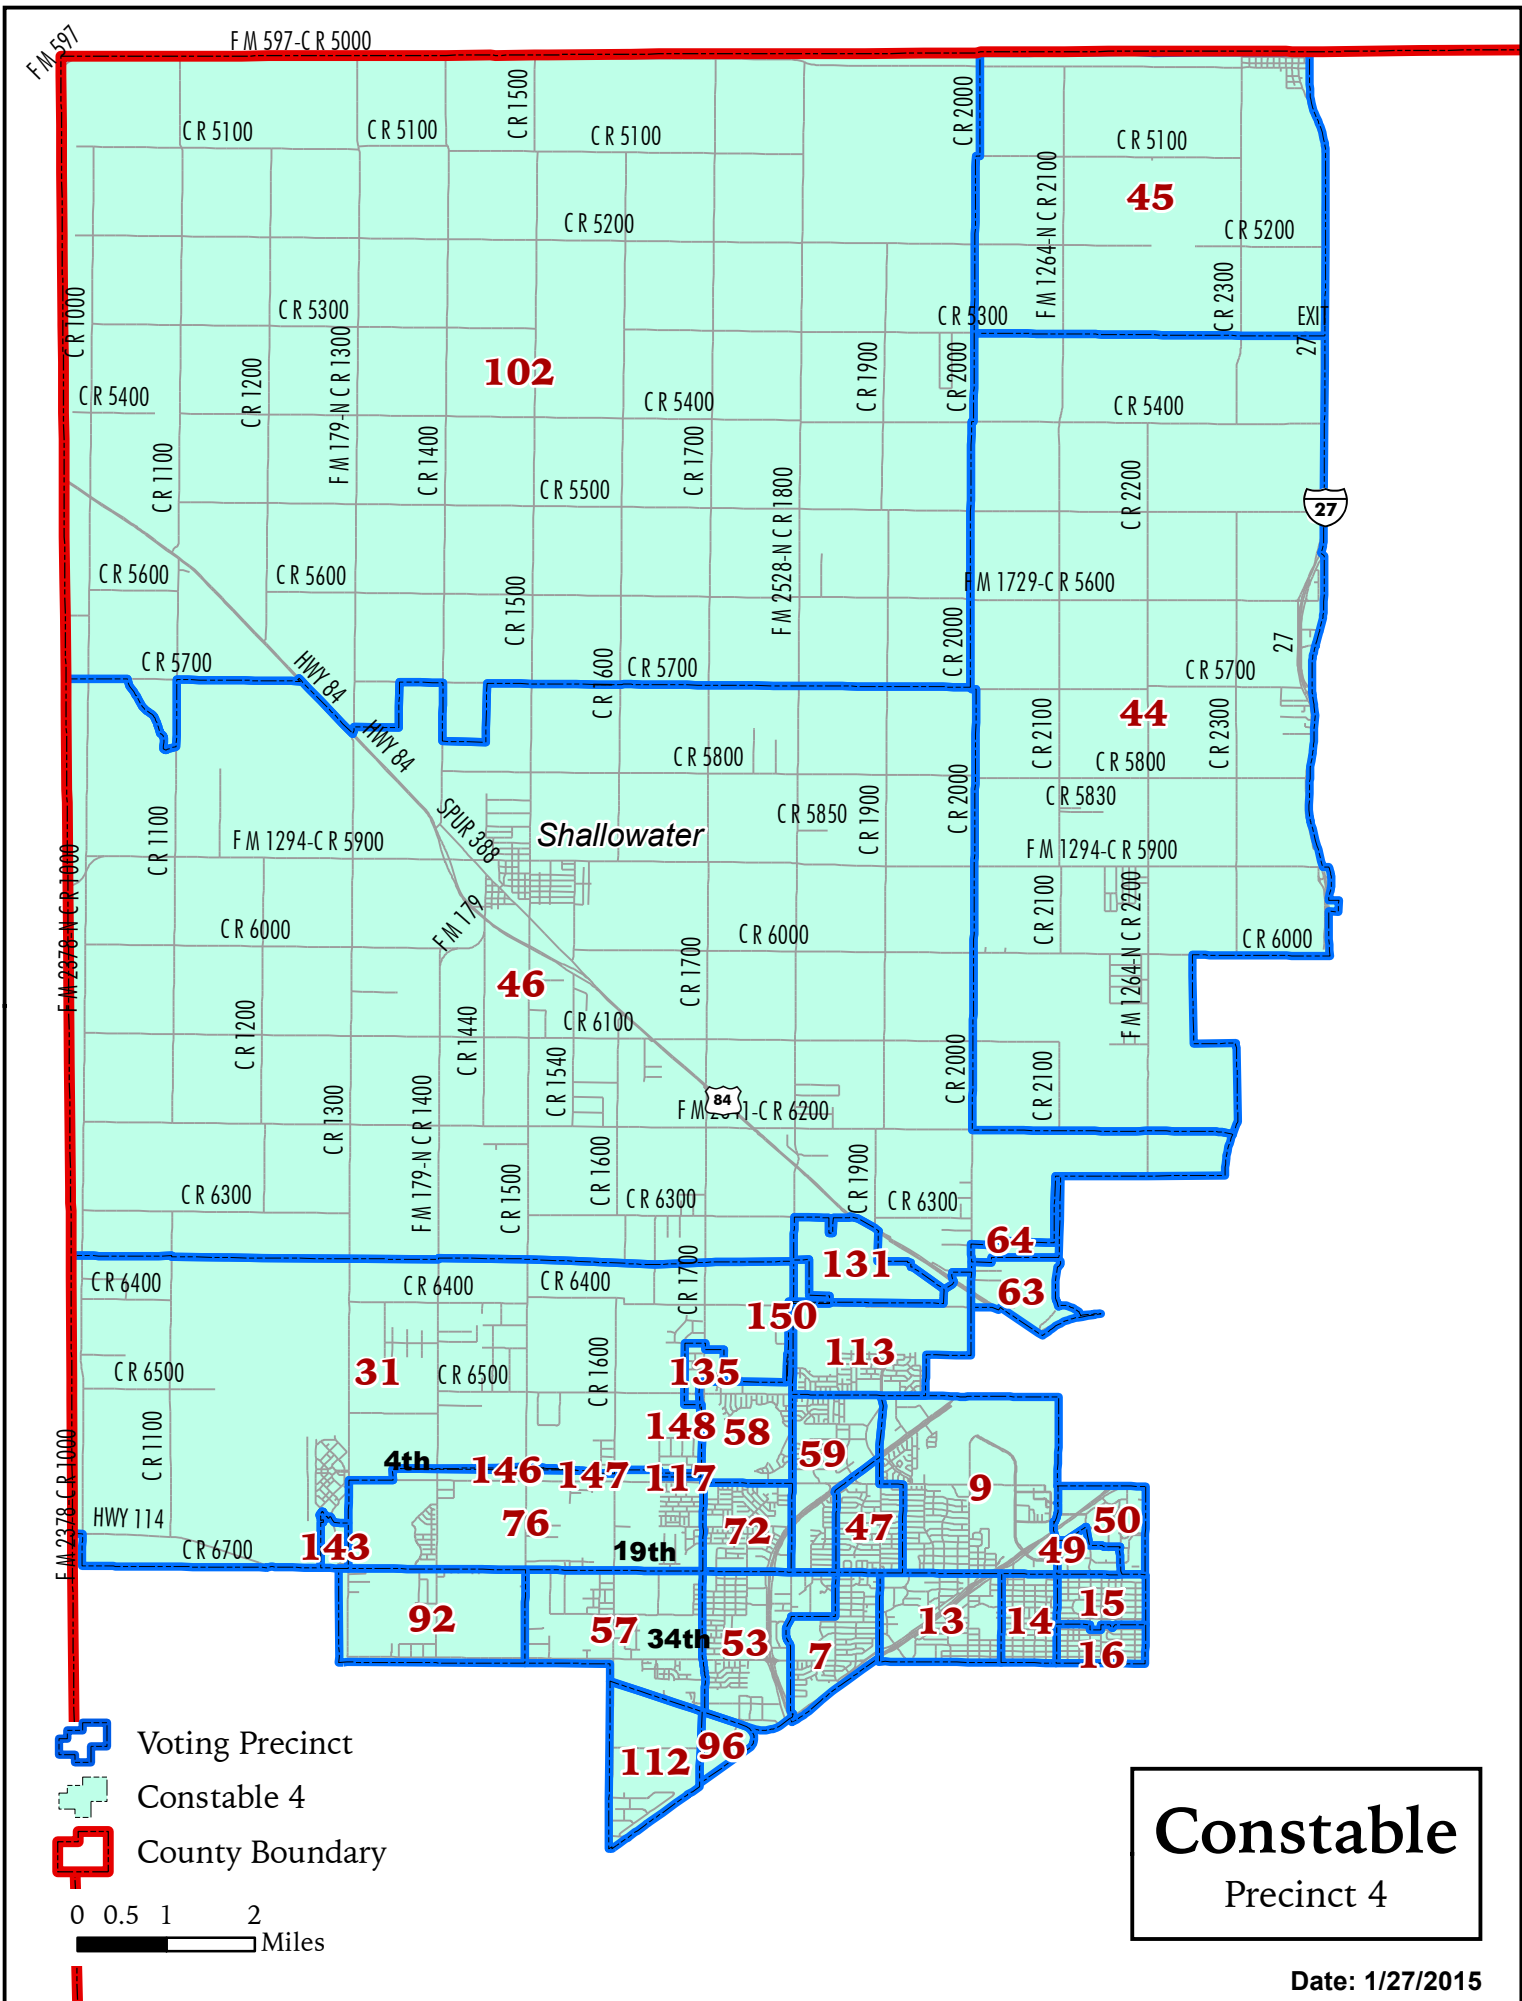 FM 597-CR 5000
FM 597
CR 1500
CR 2000
CR 5100
CR 5100
CR 5100
CR 5100
FM 1264-N CR 2100
45
CR 5200
CR 5200
CR 2300
CR 1000
CR 5300
CR 5300
EXIT
27
FM 179-N CR 1300
102
CR 1200
CR 1900
CR 2000
CR 5400
CR 5400
CR 5400
CR 1100
CR 1400
CR 1700
FM 2528-N CR 1800
CR 2200
CR 5500
27
CR 5600
CR 5600
CR 1500
FM 1729-CR 5600
CR 2000
27
CR 5700
HWY 84
CR 1600
CR 5700
CR 5700
44
CR 2100
CR 2300
HWY 84
CR 5800
CR 5800
CR 2000
CR 5830
CR 1100
SPUR 388
Shallowater
CR 5850
CR 1900
FM 1294-CR 5900
FM 1294-CR 5900
FM 2378-N CR 1000
FM 179
CR 2100
FM 1264-N CR 2200
CR 6000
CR 6000
CR 6000
CR 1700
46
CR 1200
CR 1440
CR 6100
CR 1540
CR 2000
CR 2100
84
CR 6200
CR 1300
FM 179-N CR 1400
CR 1500
CR 1600
CR 1900
CR 6300
CR 6300
CR 6300
64
131
CR 1700
CR 6400
CR 6400
CR 6400
63
150
113
31
CR 6500
CR 6500
CR 1600
135
148
58
59
CR 1100
FM 2378-CR 1000
4th
146
147
117
9
HWY 114
76
72
47
50
49
143
CR 6700
19th
15
92
57
34th
53
7
13
14
16
112
96
Voting Precinct
Constable 4
County Boundary
0 0.5 1 2
Miles
Constable
Precinct 4
Date: 1/27/2015